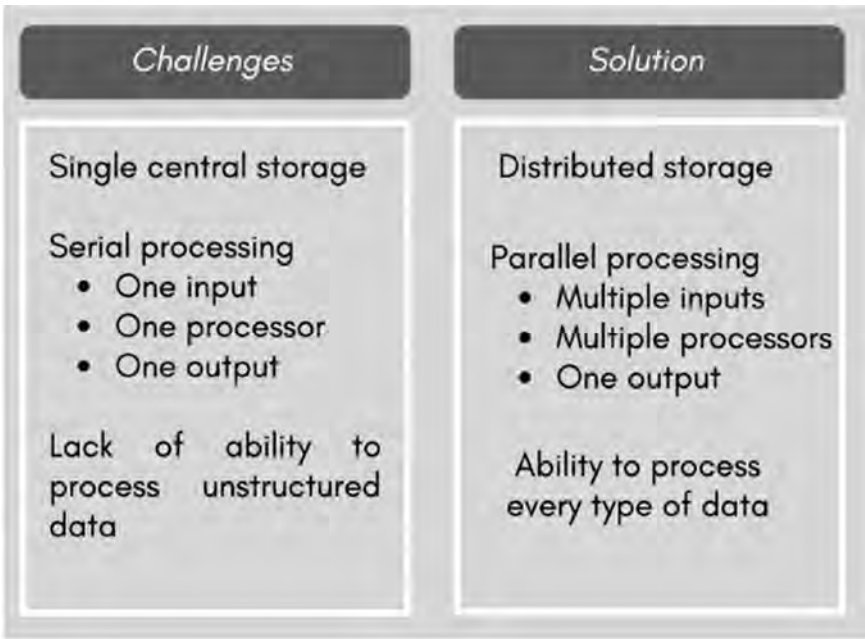 Challenges
Single central storage
Serial processing
• One input
• One processor
• One output
Lack of ability to
process unstructured
data
Solution
Distributed storage
Parallel processing
• Multiple inputs
• Multiple processors
• One output
Ability to process
every type of data